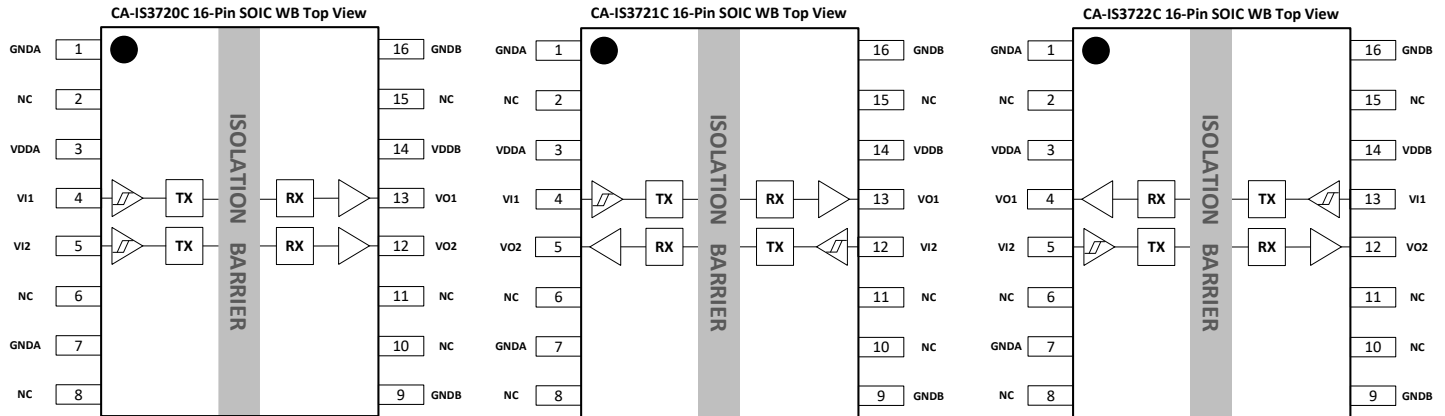 CA-IS3720C 16-Pin SOIC WB Top View
GNDA 1 16 GNDB
NC 2 15 NC
VDDA 3 14 VDDB
VI1 4 TX RX 13 VO1
VI2 5 TX RX 12 VO2
NC 6 11 NC
GNDA 7 10 NC
NC 8 9 GNDB
ISOLATION BARRIER
CA-IS3721C 16-Pin SOIC WB Top View
GNDA 1 16 GNDB
NC 2 15 NC
VDDA 3 14 VDDB
VI1 4 TX RX 13 VO1
VO2 5 RX TX 12 VI2
NC 6 11 NC
GNDA 7 10 NC
NC 8 9 GNDB
ISOLATION BARRIER
CA-IS3722C 16-Pin SOIC WB Top View
GNDA 1 16 GNDB
NC 2 15 NC
VDDA 3 14 VDDB
VO1 4 RX TX 13 VI1
VI2 5 TX RX 12 VO2
NC 6 11 NC
GNDA 7 10 NC
NC 8 9 GNDB
ISOLATION BARRIER